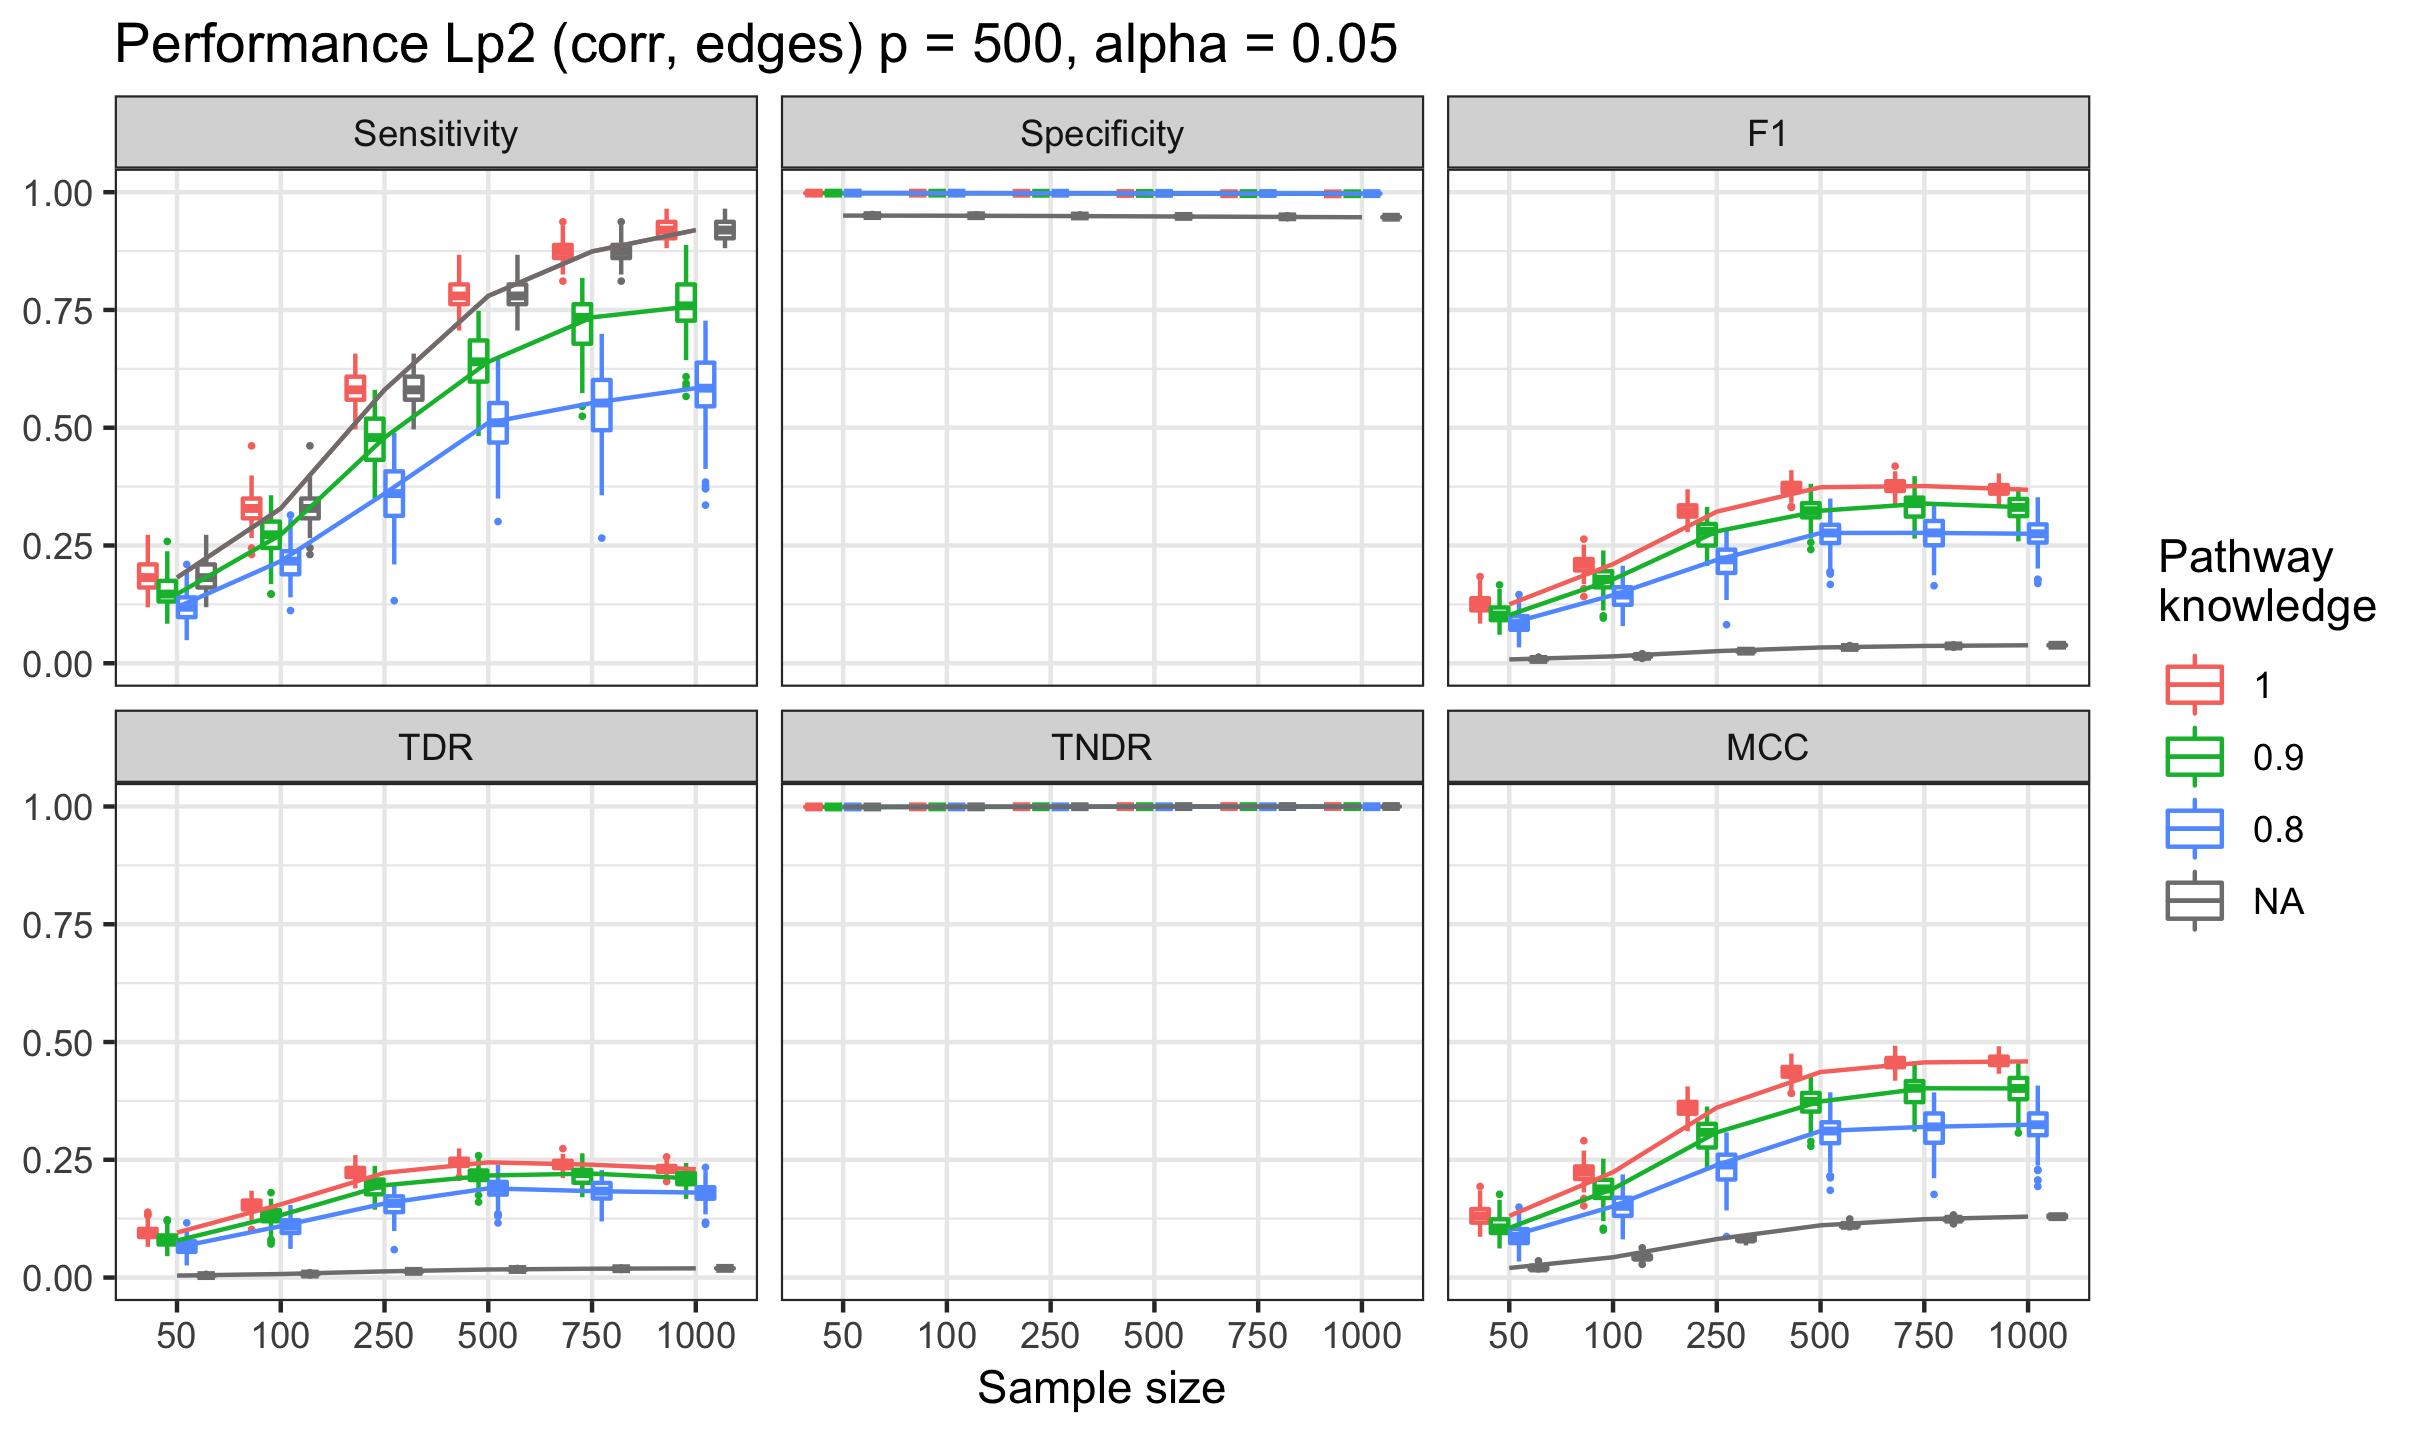 Performance Lp2 (corr, edges) p = 500, alpha = 0.05
Sensitivity
Specificity
F1
1.00
0.75
0.50
0.25
0.00
TDR
TNDR
MCC
1.00
0.75
0.50
0.25
0.00
50 100 250 500 750 1000
50 100 250 500 750 1000
50 100 250 500 750 1000
Sample size
Pathway
knowledge
1
0.9
0.8
NA